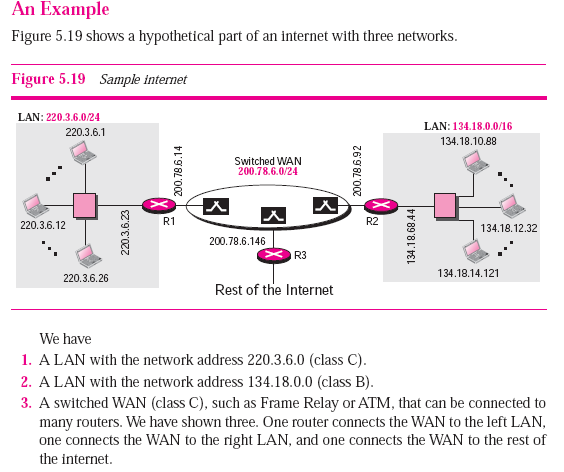 An Example
Figure 5.19 shows a hypothetical part of an internet with three networks.
Figure 5.19 Sample internet
LAN: 220.3.6.0/24
220.3.6.1
220.3.6.12
220.3.6.26
220.3.6.23
200.78.6.14
R1
Switched WAN
200.78.6.0/24
200.78.6.146
R3
Rest of the Internet
200.78.6.92
R2
LAN: 134.18.0.0/16
134.18.10.88
134.18.68.44
134.18.12.32
134.18.14.121
We have
1. A LAN with the network address 220.3.6.0 (class C).
2. A LAN with the network address 134.18.0.0 (class B).
3. A switched WAN (class C), such as Frame Relay or ATM, that can be connected to
many routers. We have shown three. One router connects the WAN to the left LAN,
one connects the WAN to the right LAN, and one connects the WAN to the rest of
the internet.